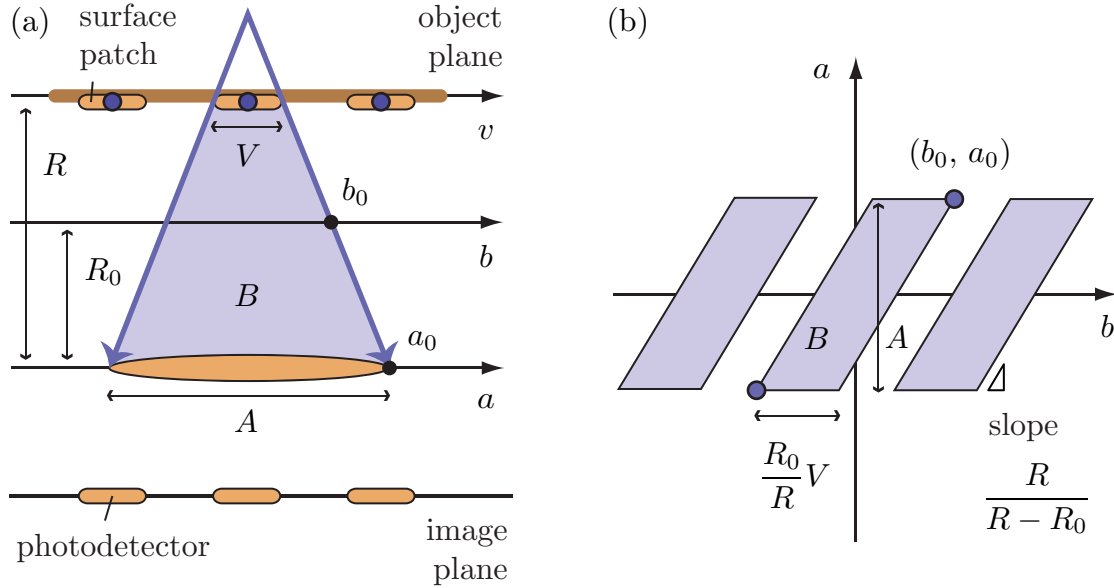 (a)
surface
patch
object
plane
v
V
R
b₀
b
R₀
B
a₀
a
A
photodetector
image
plane
(b)
a
(b₀, a₀)
b
B
A
R₀/R V
slope
R/(R − R₀)